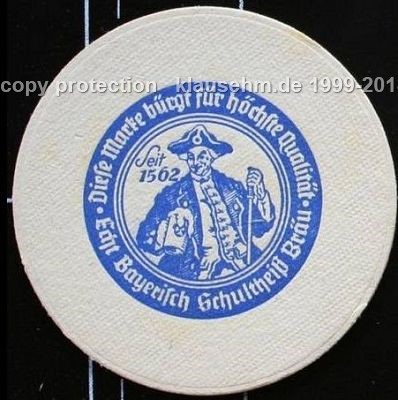 copy protection - klausehm.de 1999-201
Diese Marke bürgt für höchste Qualität
Seit
1562
Echt Bayerisch Schultheiß Bräu